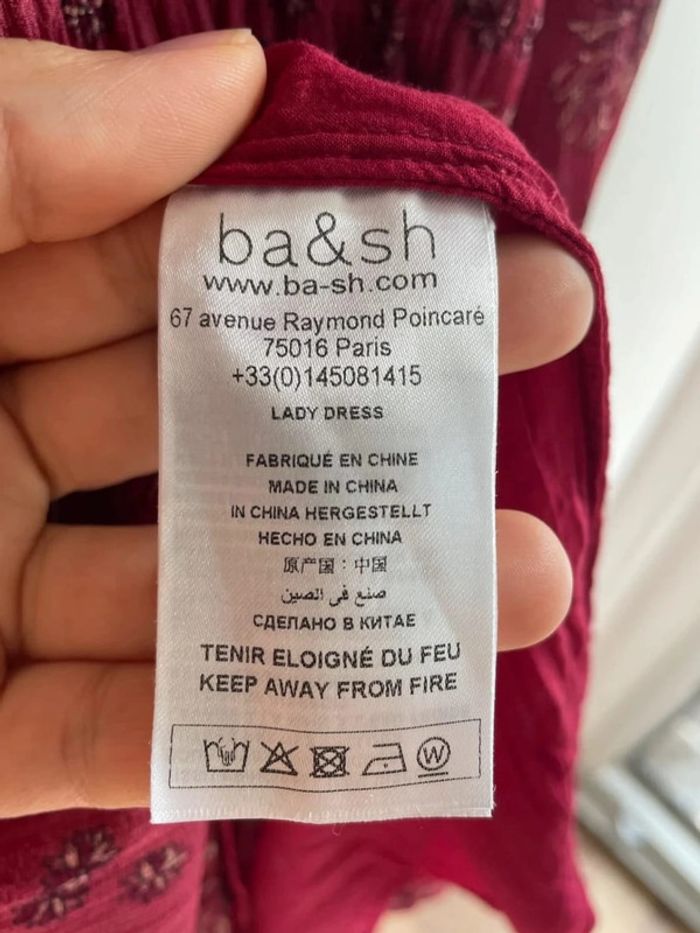 ba&sh
www.ba-sh.com
67 avenue Raymond Poincaré
75016 Paris
+33(0)145081415
LADY DRESS
FABRIQUÉ EN CHINE
MADE IN CHINA
IN CHINA HERGESTELLT
HECHO EN CHINA
原产国：中国
صنع في الصين
СДЕЛАНО В КИТАЕ
TENIR ELOIGNÉ DU FEU
KEEP AWAY FROM FIRE
W